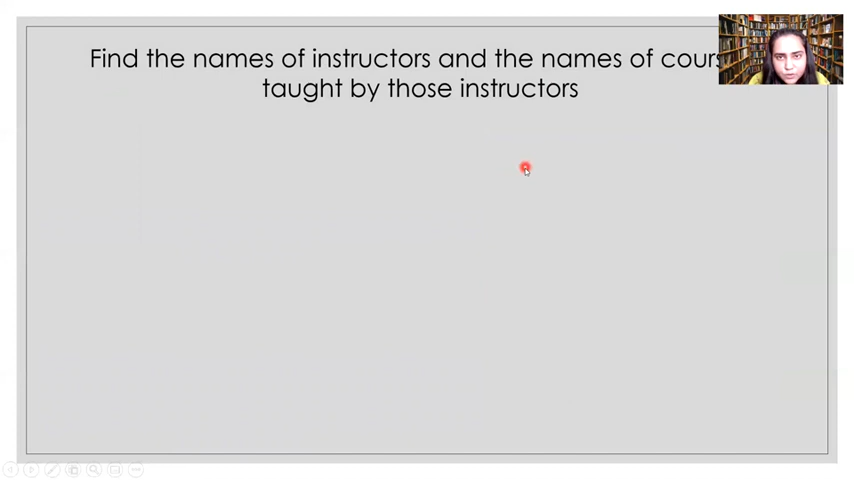 Find the names of instructors and the names of
taught by those instructors